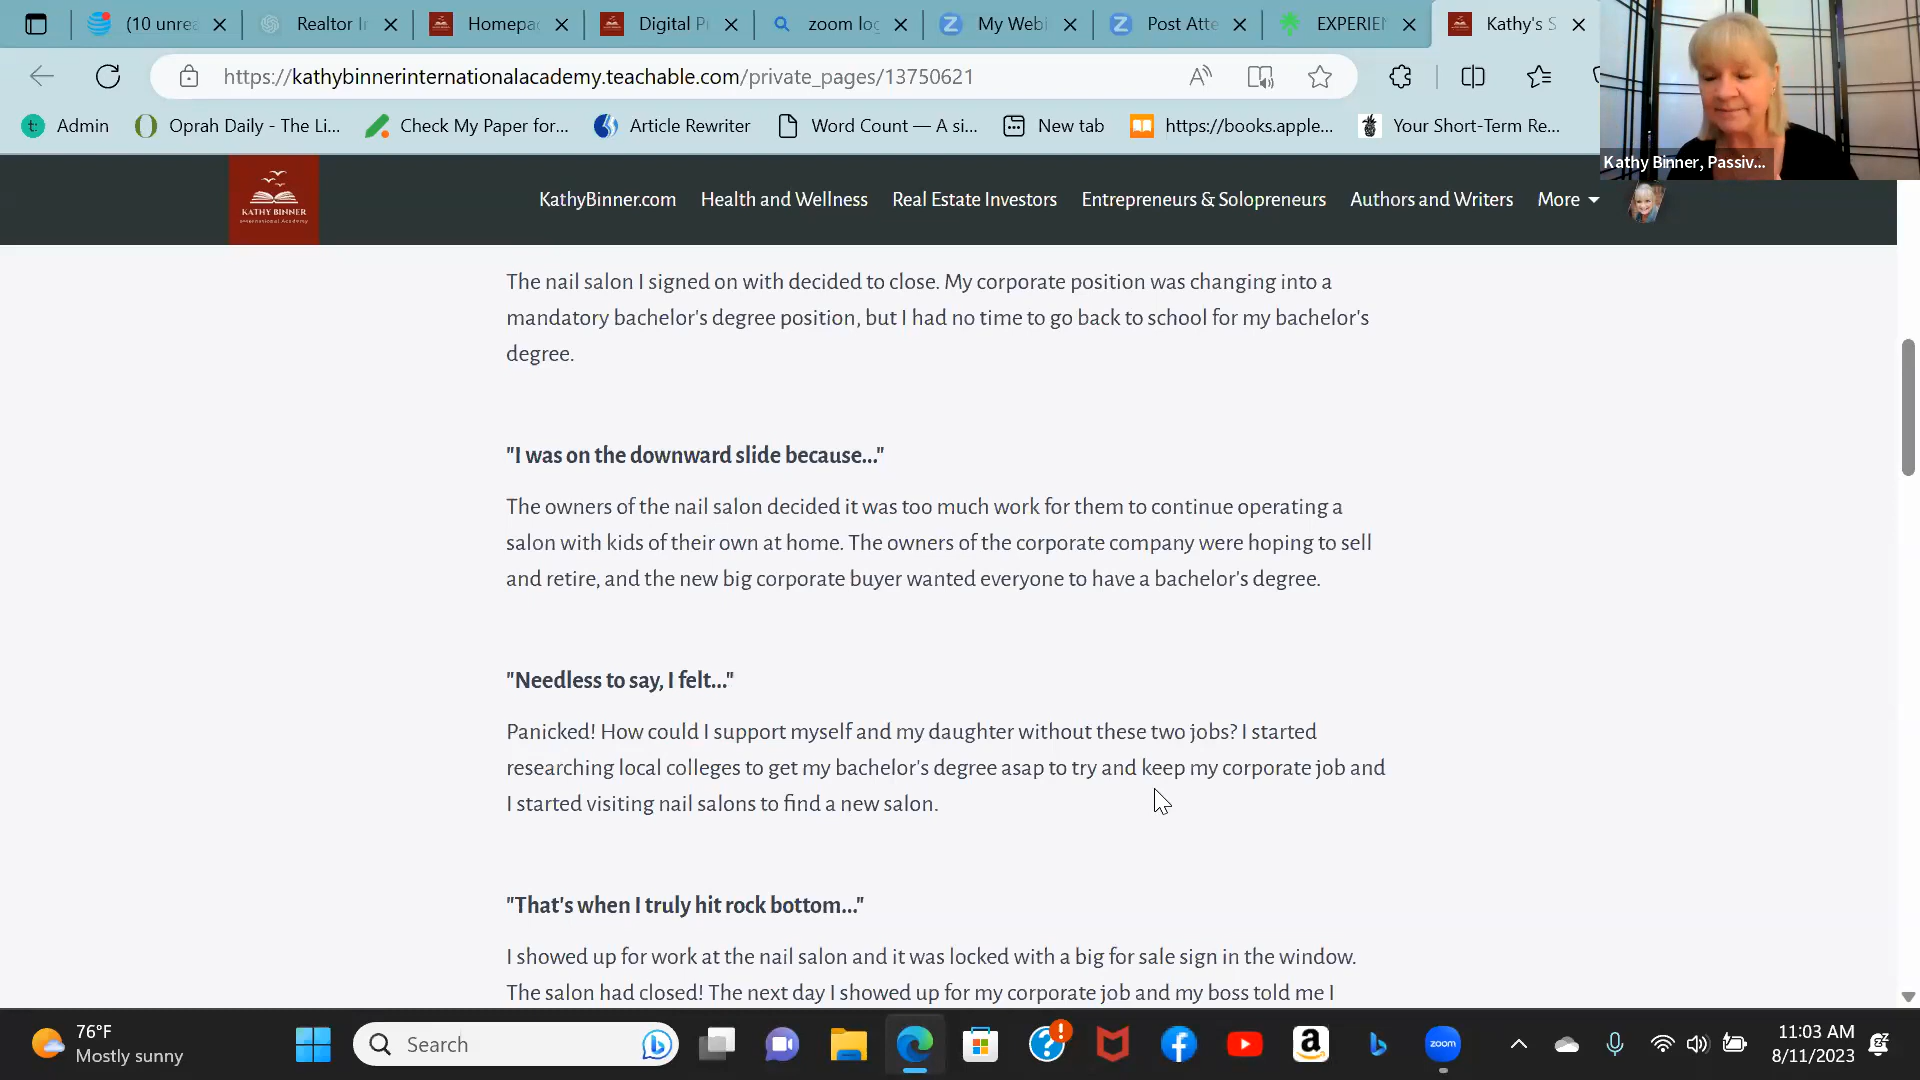 (10 unrea
Realtor I
Homepag
Digital P
zoom log
My Webi
Post Atte
EXPERIEN
Kathy's S
https://kathybinnerinternationalacademy.teachable.com/private_pages/13750621
t:
Admin
Oprah Daily - The Li...
Check My Paper for...
Article Rewriter
Word Count — A si...
New tab
https://books.apple...
Your Short-Term Re...
Kathy Binner, Passiv...
KATHY BINNER
International Academy
KathyBinner.com
Health and Wellness
Real Estate Investors
Entrepreneurs & Solopreneurs
Authors and Writers
More
The nail salon I signed on with decided to close. My corporate position was changing into a
mandatory bachelor's degree position, but I had no time to go back to school for my bachelor's
degree.
"I was on the downward slide because..."
The owners of the nail salon decided it was too much work for them to continue operating a
salon with kids of their own at home. The owners of the corporate company were hoping to sell
and retire, and the new big corporate buyer wanted everyone to have a bachelor's degree.
"Needless to say, I felt..."
Panicked! How could I support myself and my daughter without these two jobs? I started
researching local colleges to get my bachelor's degree asap to try and keep my corporate job and
I started visiting nail salons to find a new salon.
"That's when I truly hit rock bottom..."
I showed up for work at the nail salon and it was locked with a big for sale sign in the window.
The salon had closed! The next day I showed up for my corporate job and my boss told me I
76°F
Mostly sunny
Search
zoom
11:03 AM
8/11/2023